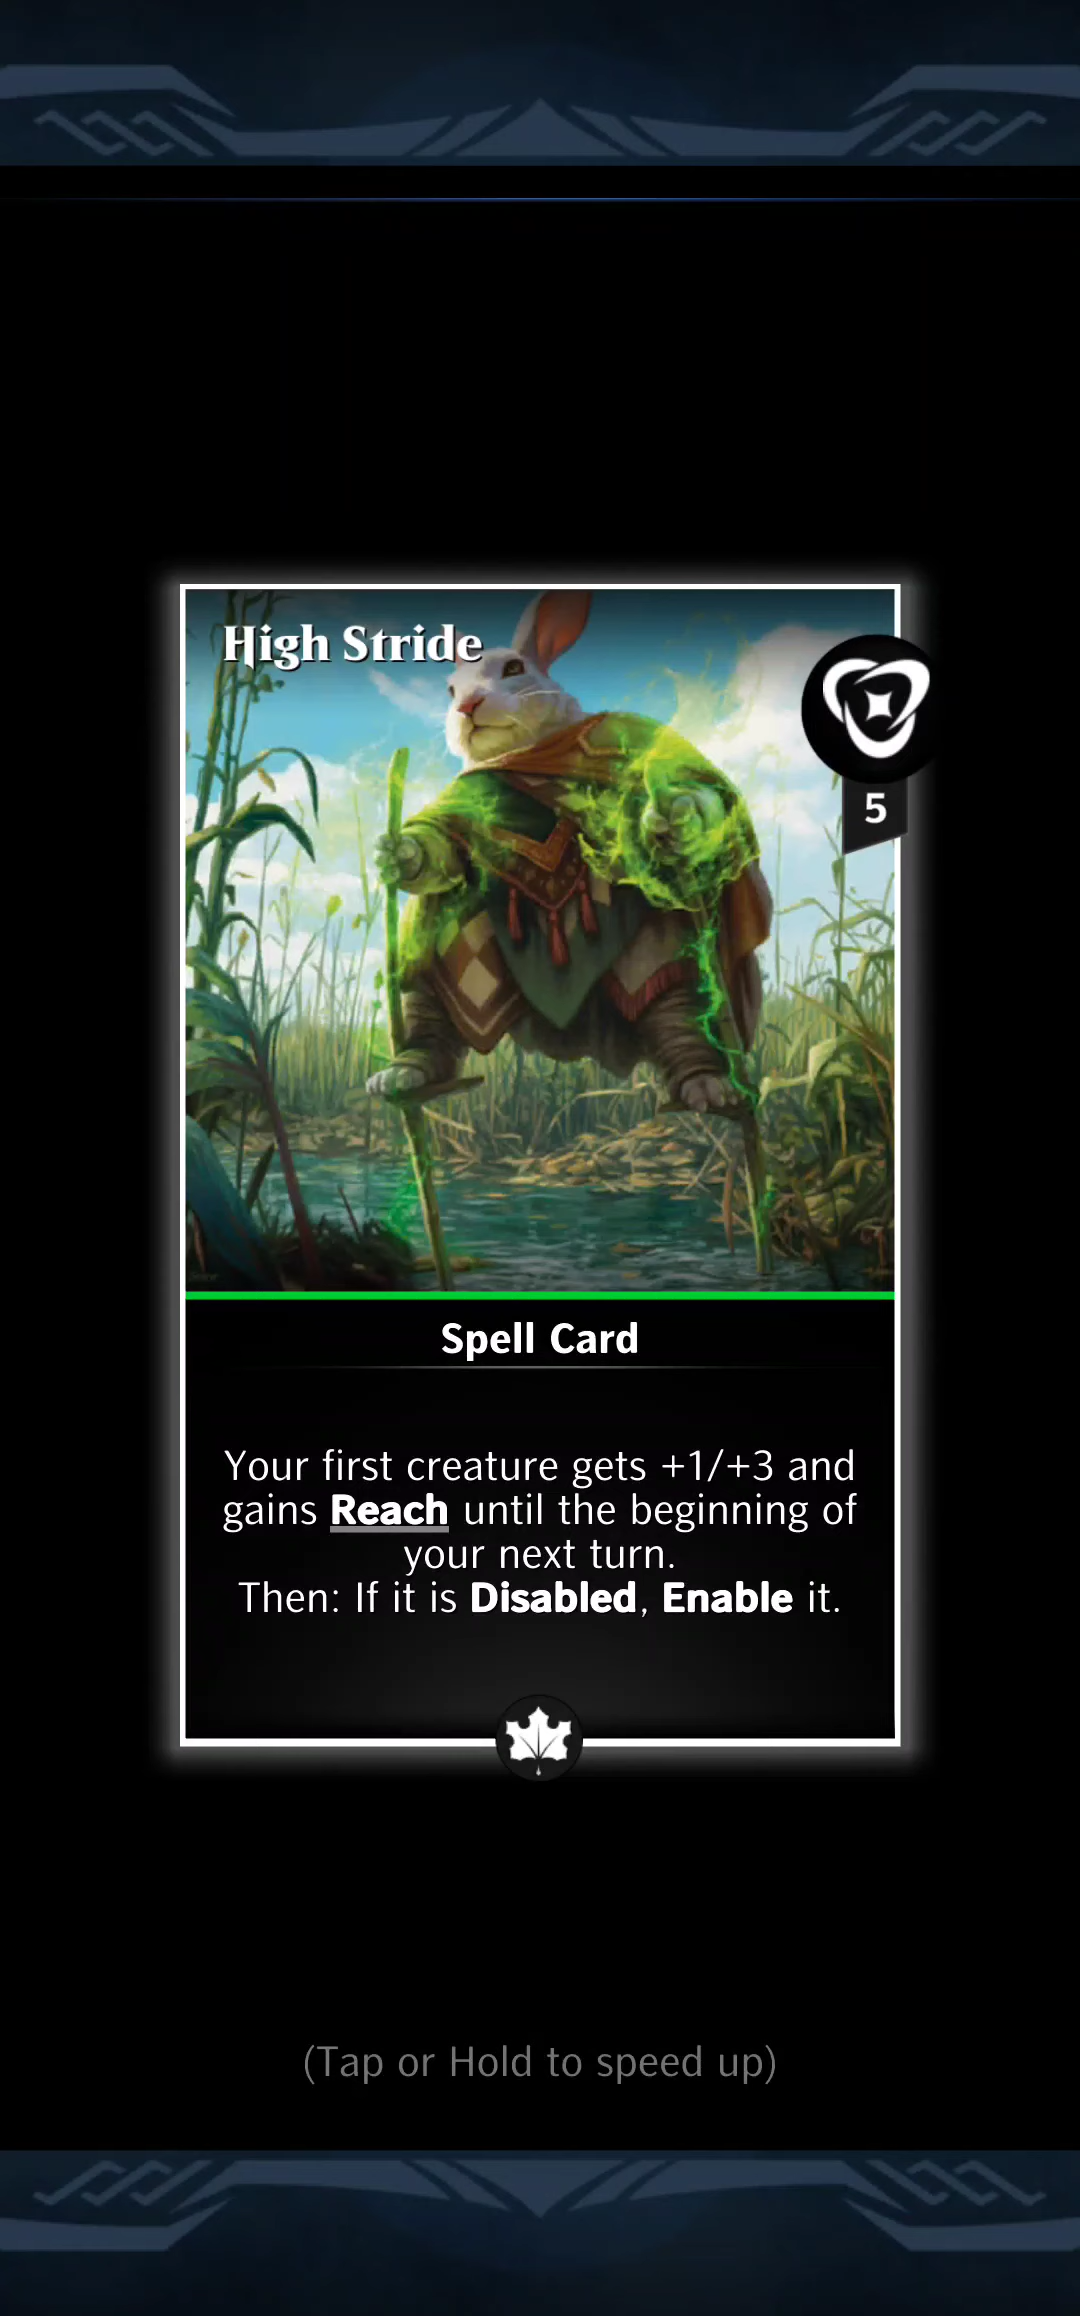 High Stride
5
Spell Card
Your first creature gets +1/+3 and
gains Reach until the beginning of
your next turn.
Then: If it is Disabled, Enable it.
(Tap or Hold to speed up)